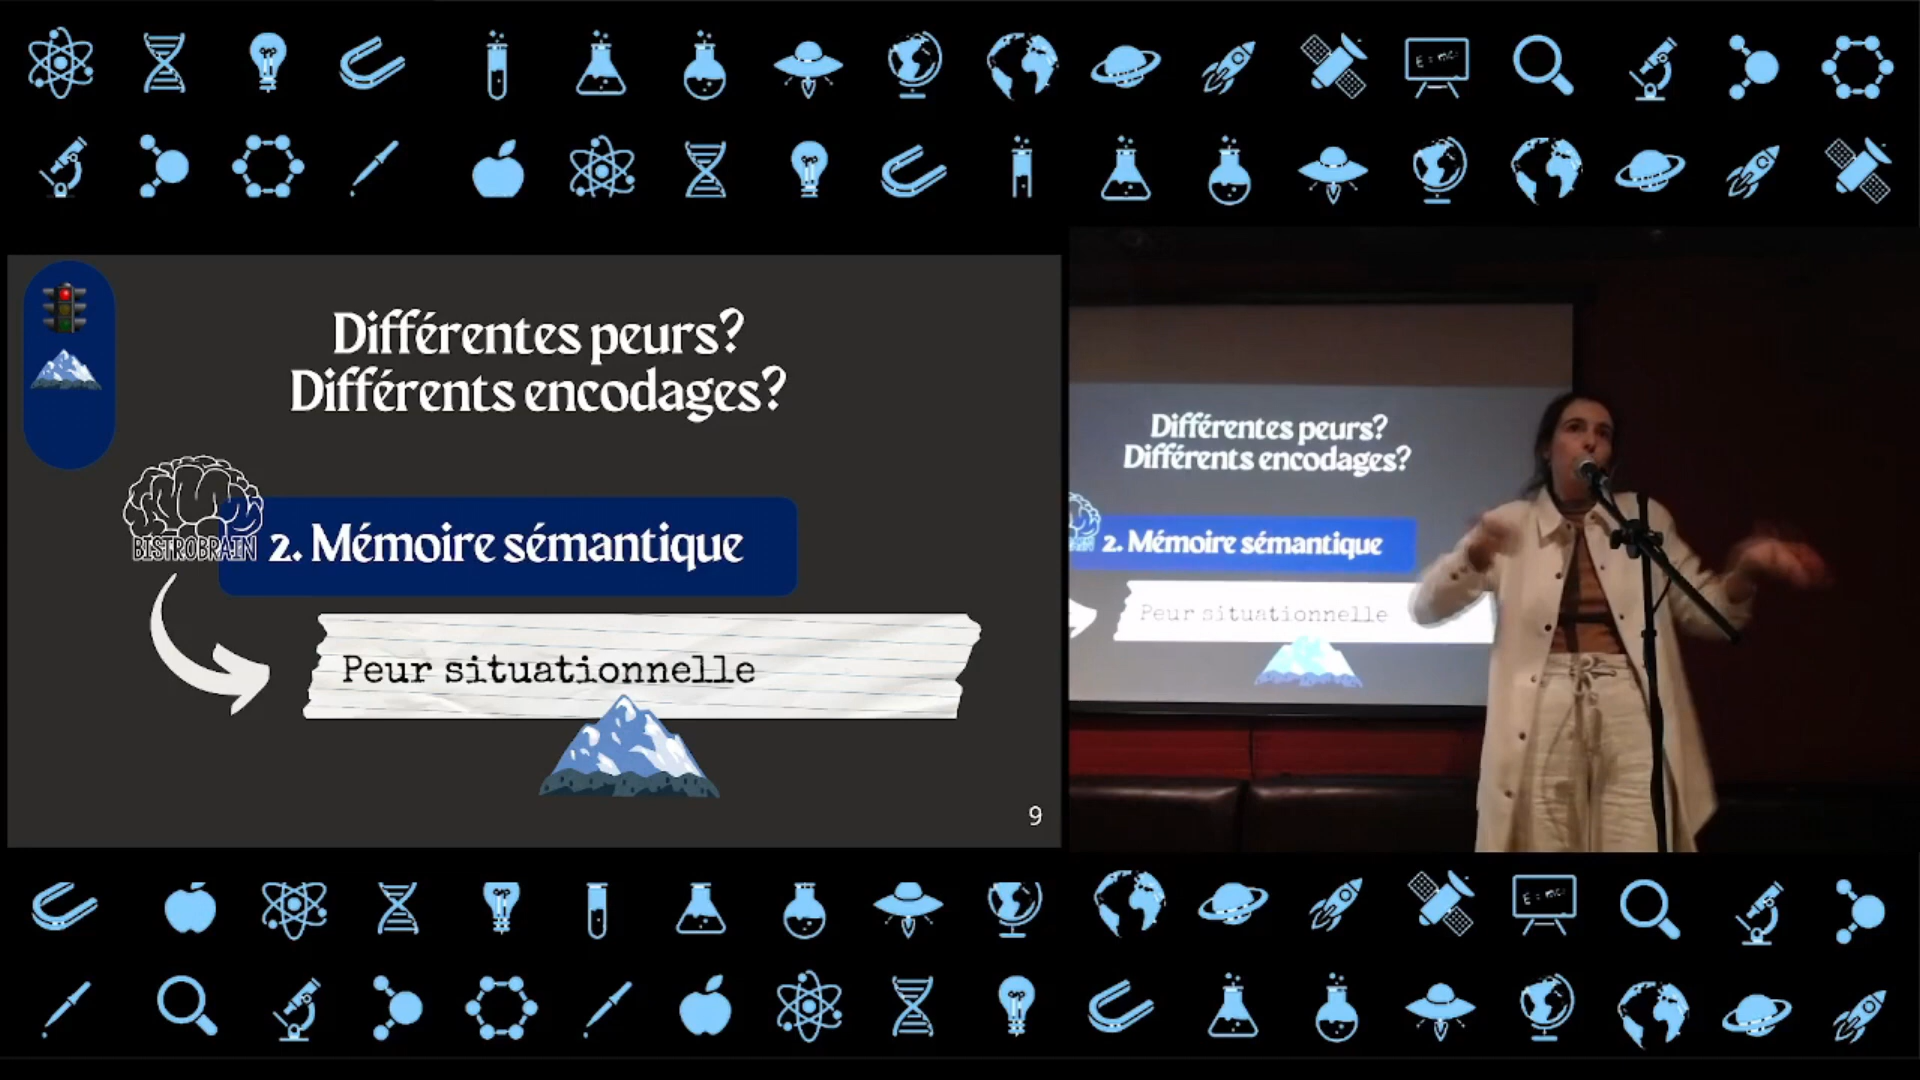 Différentes peurs?
Différents encodages?
BISTROBRAIN
2. Mémoire sémantique
Peur situationnelle
9
Différentes peurs?
Différents encodages?
2. Mémoire sémantique
Peur situationnelle